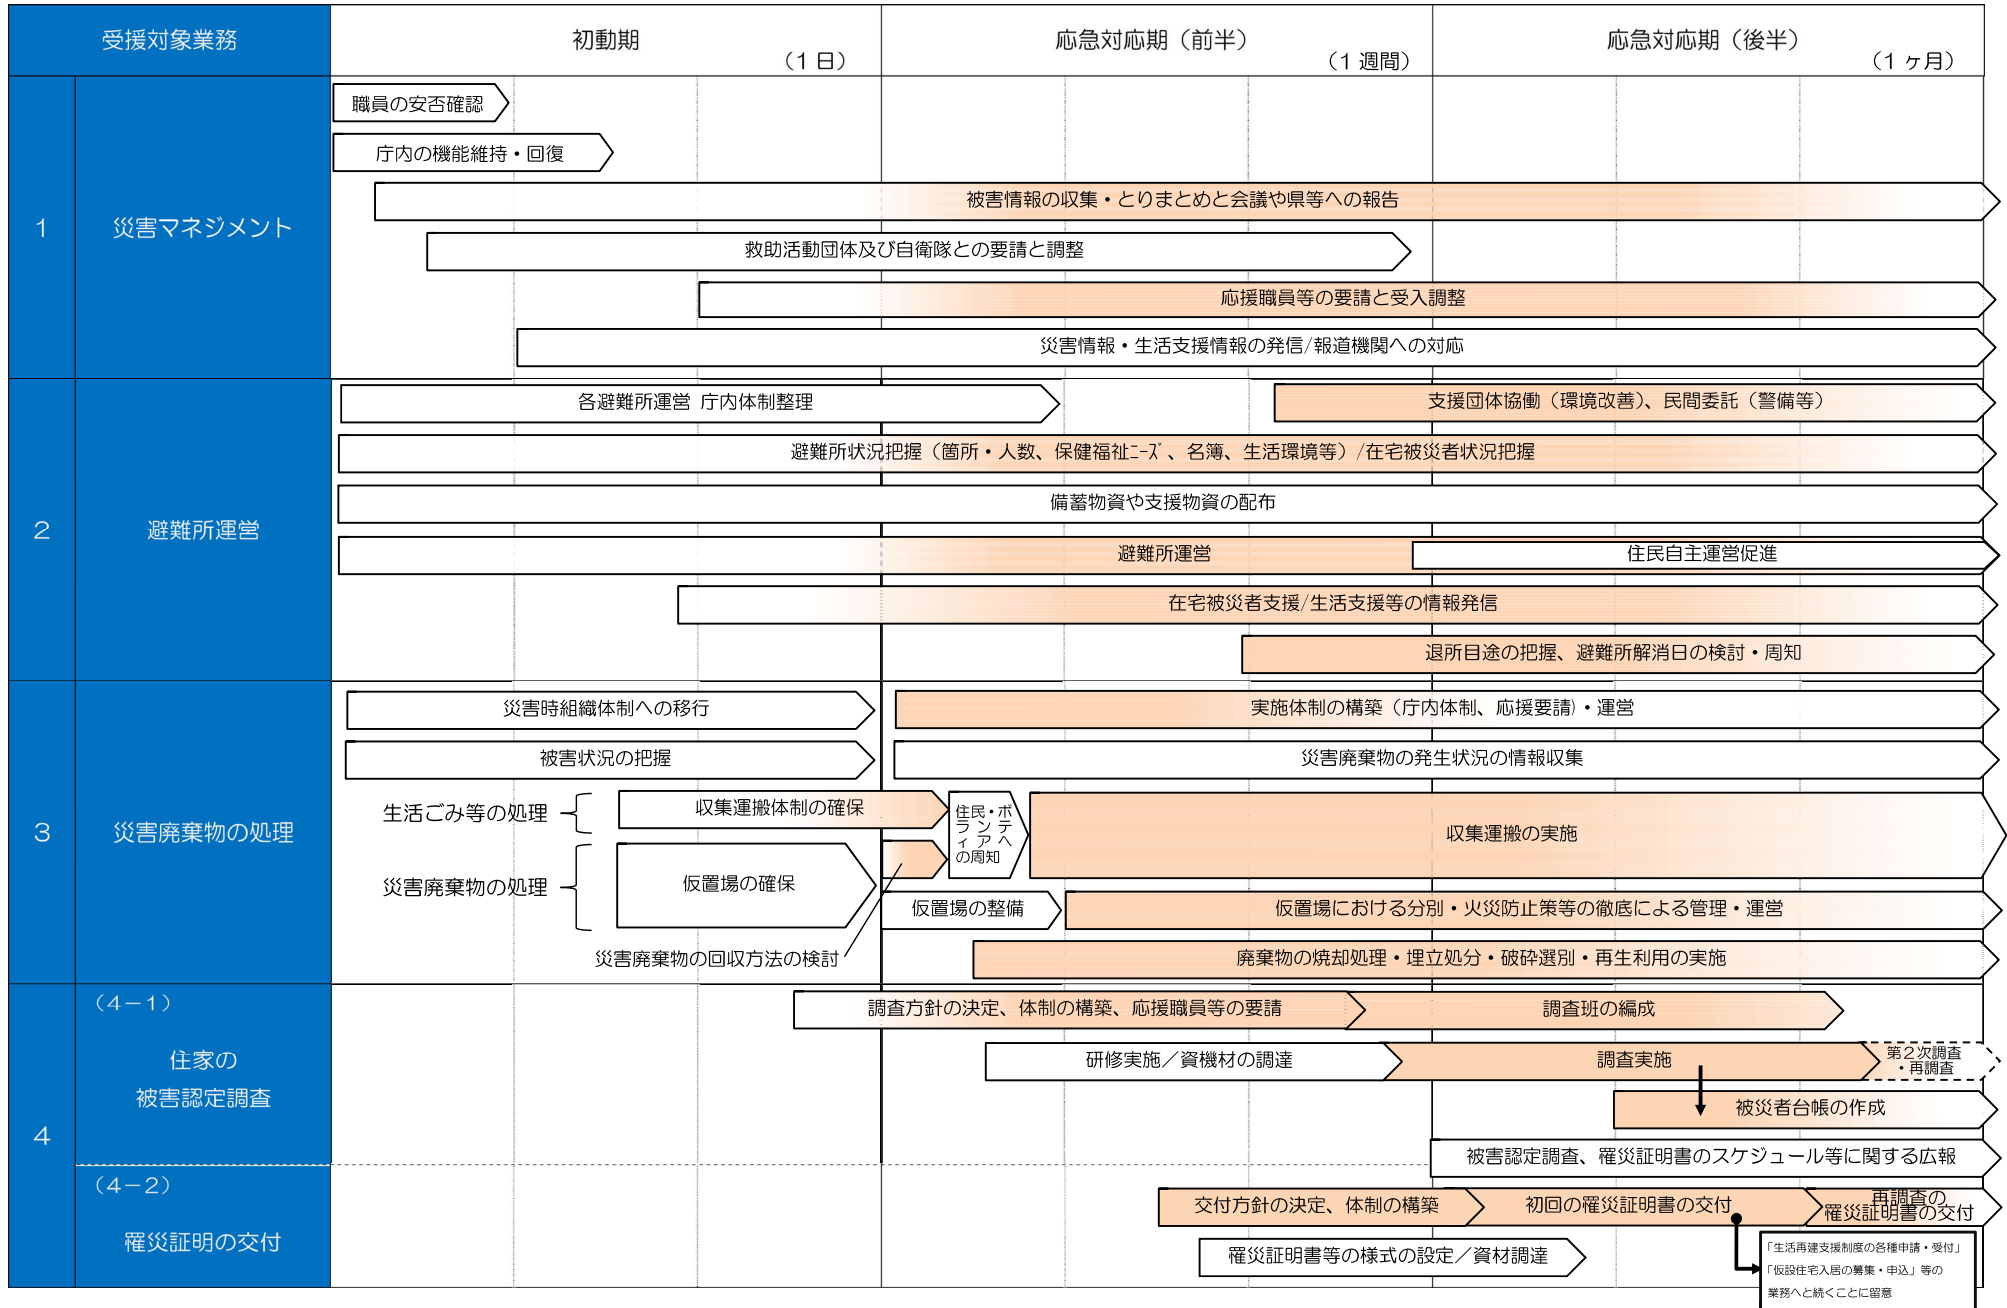 受援対象業務
初動期
（１日）
応急対応期（前半）
（１週間）
応急対応期（後半）
（１ヶ月）
1
災害マネジメント
職員の安否確認
庁内の機能維持・回復
被害情報の収集・とりまとめと会議や県等への報告
救助活動団体及び自衛隊との要請と調整
応援職員等の要請と受入調整
災害情報・生活支援情報の発信/報道機関への対応
2
避難所運営
各避難所運営 庁内体制整理
支援団体協働（環境改善）、民間委託（警備等）
避難所状況把握（箇所・人数、保健福祉ﾆｰｽﾞ、名簿、生活環境等）/在宅被災者状況把握
備蓄物資や支援物資の配布
避難所運営
住民自主運営促進
在宅被災者支援/生活支援等の情報発信
退所目途の把握、避難所解消日の検討・周知
3
災害廃棄物の処理
災害時組織体制への移行
実施体制の構築（庁内体制、応援要請）・運営
被害状況の把握
災害廃棄物の発生状況の情報収集
生活ごみ等の処理
収集運搬体制の確保
住民・ボ
ランテ
ィアへ
の周知
収集運搬の実施
災害廃棄物の処理
仮置場の確保
仮置場の整備
仮置場における分別・火災防止策等の徹底による管理・運営
災害廃棄物の回収方法の検討
廃棄物の焼却処理・埋立処分・破砕選別・再生利用の実施
4
（４－１）
住家の
被害認定調査
調査方針の決定、体制の構築、応援職員等の要請
調査班の編成
研修実施／資機材の調達
調査実施
第２次調査
・再調査
被災者台帳の作成
被害認定調査、罹災証明書のスケジュール等に関する広報
（４－２）
罹災証明の交付
交付方針の決定、体制の構築
初回の罹災証明書の交付
再調査の
罹災証明書の交付
罹災証明書等の様式の設定／資材調達
「生活再建支援制度の各種申請・受付」
「仮設住宅入居の募集・申込」等の
業務へと続くことに留意